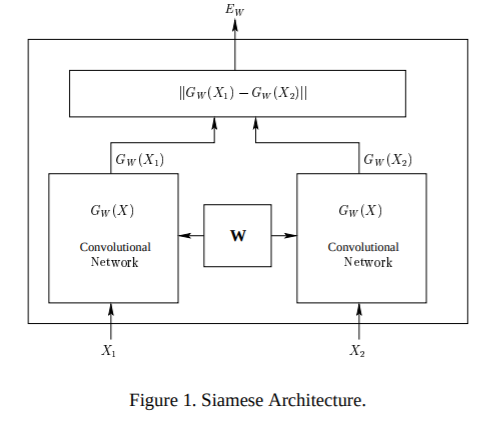 E_W
||G_W(X_1) − G_W(X_2)||
G_W(X_1)
G_W(X_2)
G_W(X)
Convolutional
Network
W
G_W(X)
Convolutional
Network
X_1
X_2
Figure 1. Siamese Architecture.